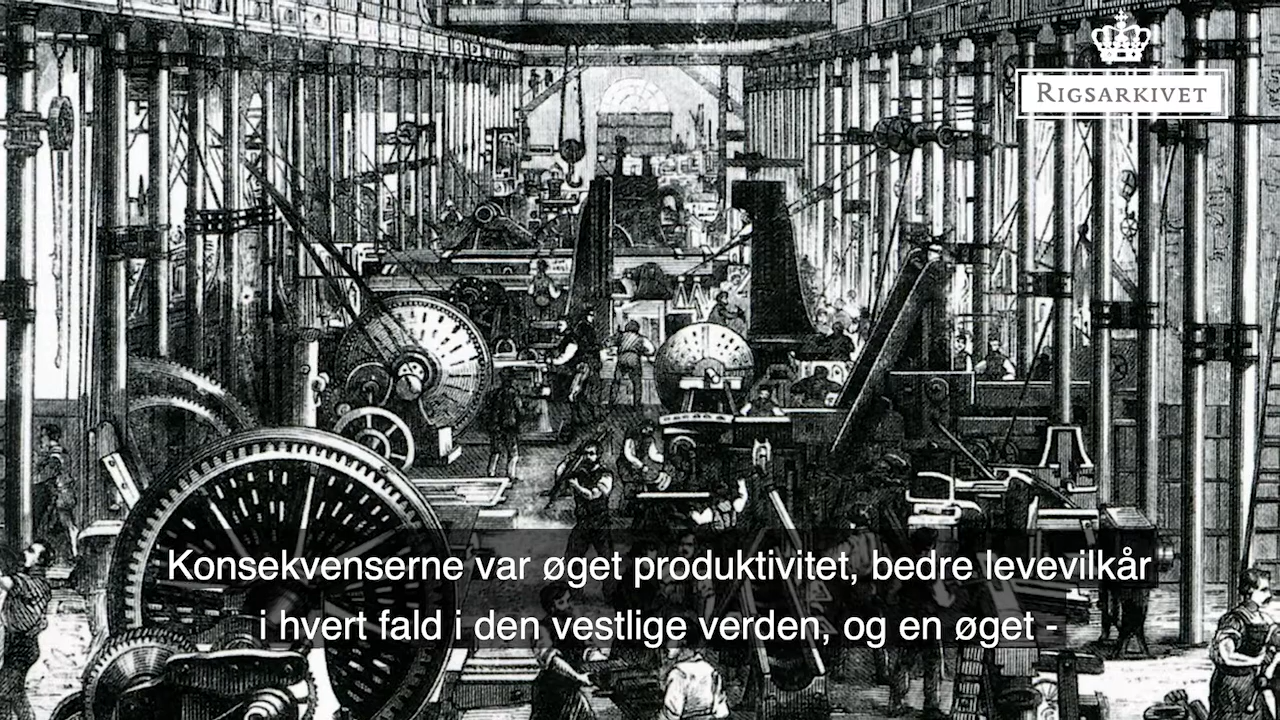 RIGSARKIVET
Konsekvenserne var øget produktivitet, bedre levevilkår
i hvert fald i den vestlige verden, og en øget -